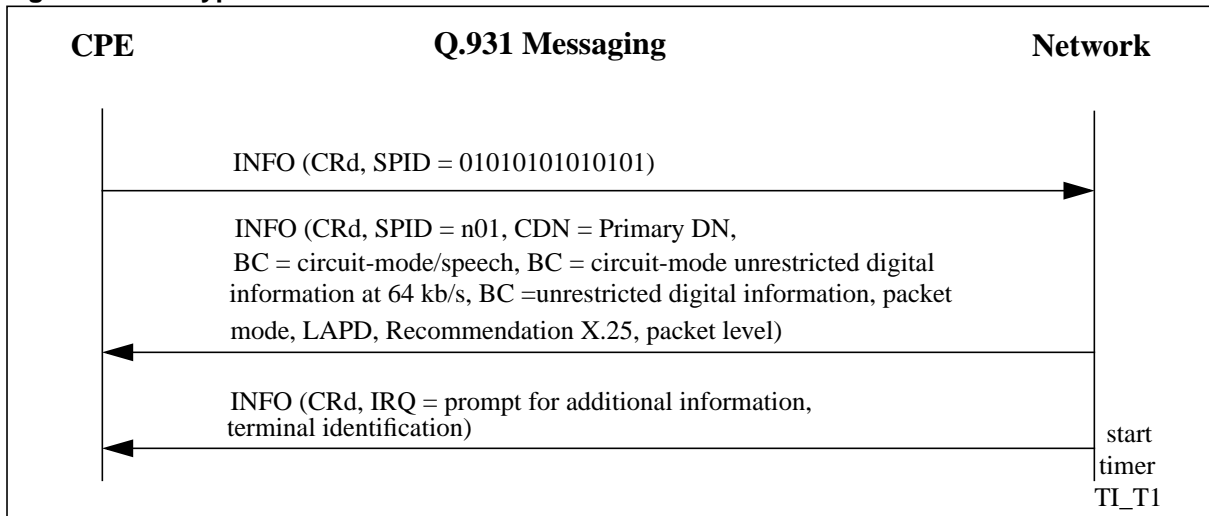 CPE Q.931 Messaging Network
INFO (CRd, SPID = 01010101010101)
INFO (CRd, SPID = n01, CDN = Primary DN,
BC = circuit-mode/speech, BC = circuit-mode unrestricted digital
information at 64 kb/s, BC =unrestricted digital information, packet
mode, LAPD, Recommendation X.25, packet level)
INFO (CRd, IRQ = prompt for additional information,
terminal identification)
start
timer
TI_T1